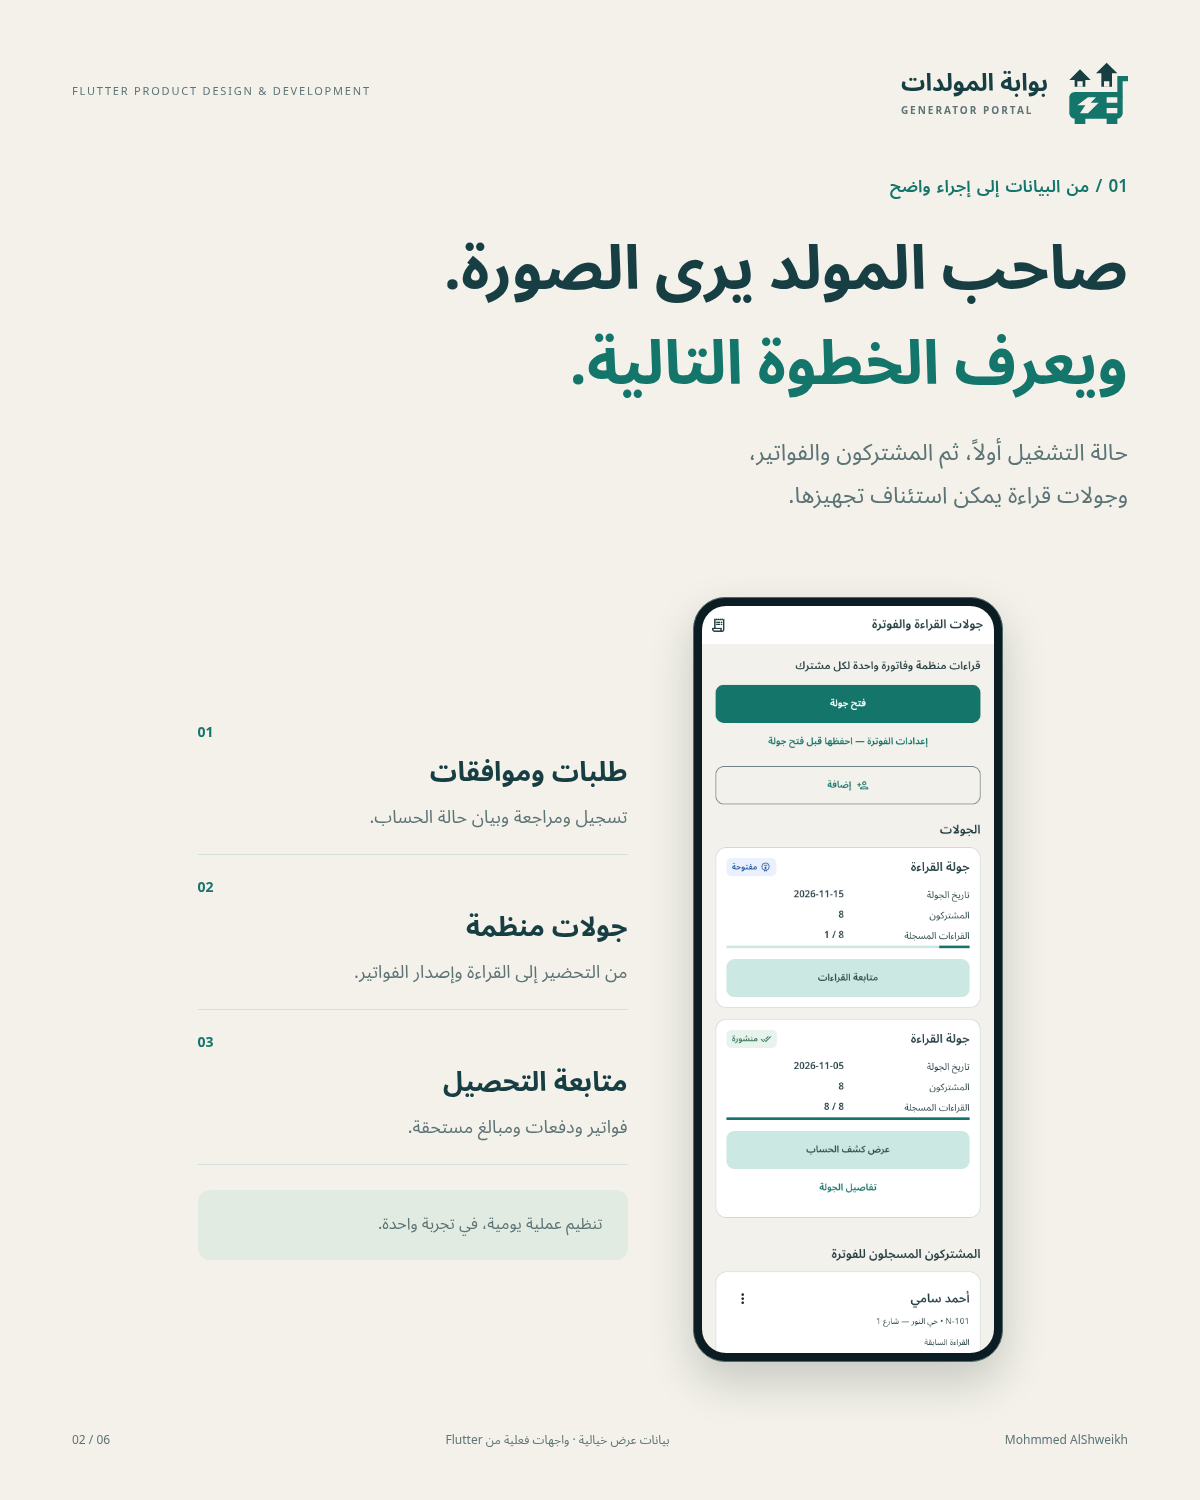 بوابة المولدات
GENERATOR PORTAL
FLUTTER PRODUCT DESIGN & DEVELOPMENT
01 / من البيانات إلى إجراء واضح
صاحب المولد يرى الصورة.
ويعرف الخطوة التالية.
حالة التشغيل أولاً، ثم المشتركون والفواتير،
وجولات قراءة يمكن استئناف تجهيزها.
جولات القراءة والفوترة
قراءات منظمة وفاتورة واحدة لكل مشترك
فتح جولة
إعدادات الفوترة — احفظها قبل فتح جولة
إضافة
الجولات
جولة القراءة
مفتوحة
تاريخ الجولة 2026-11-15
المشتركون 8
القراءات المسجلة 1 / 8
متابعة القراءات
جولة القراءة
منشورة
تاريخ الجولة 2026-11-05
المشتركون 8
القراءات المسجلة 8 / 8
عرض كشف الحساب
تفاصيل الجولة
المشتركون المسجلون للفوترة
أحمد سامي
N-101 • حي النور — شارع 1
القراءة السابقة
01
طلبات وموافقات
تسجيل ومراجعة وبيان حالة الحساب.
02
جولات منظمة
من التحضير إلى القراءة وإصدار الفواتير.
03
متابعة التحصيل
فواتير ودفعات ومبالغ مستحقة.
تنظيم عملية يومية، في تجربة واحدة.
Mohmmed AlShweikh
بيانات عرض خيالية · واجهات فعلية من Flutter
02 / 06